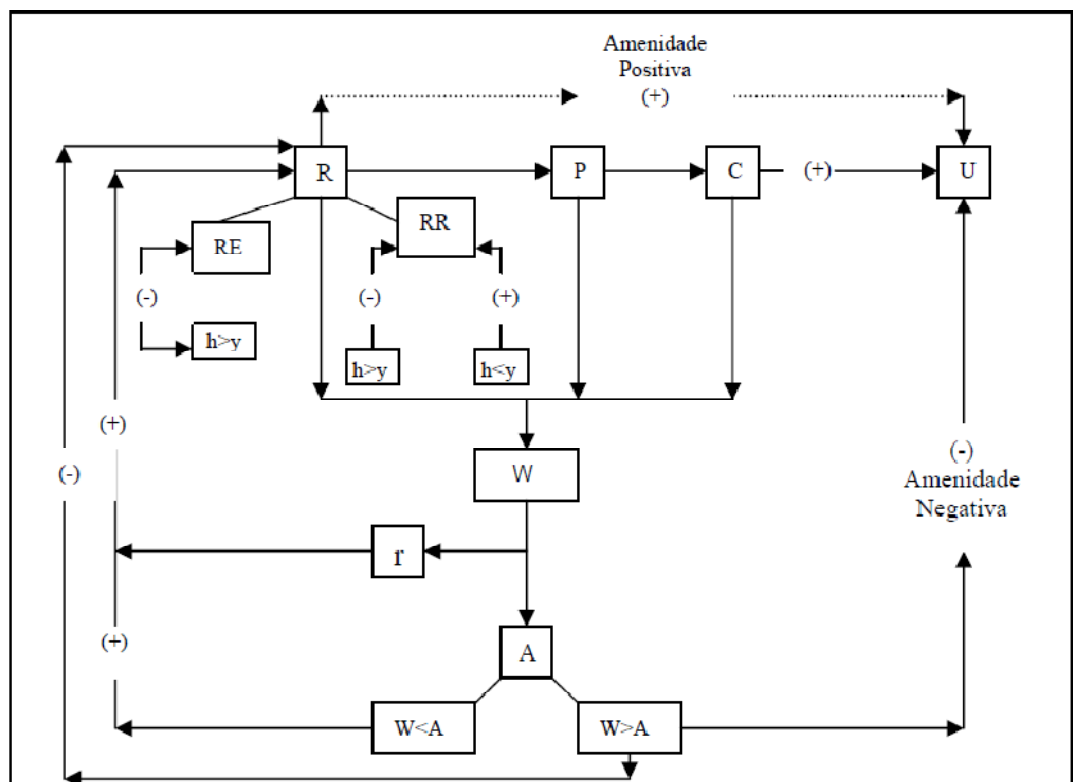 Amenidade
Positiva
(+)
R
P
C
(+)
U
RE
RR
(-)
(-)
(+)
h>y
h>y
h<y
(+)
(-)
W
(-)
Amenidade
Negativa
r
(+)
A
W<A
W>A